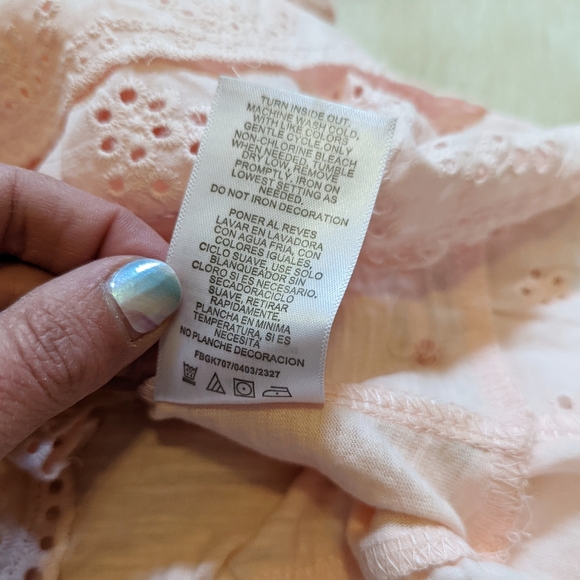 TURN INSIDE OUT.
MACHINE WASH COLD,
WITH LIKE COLORS
GENTLE CYCLE ONLY
NON-CHLORINE BLEACH
WHEN NEEDED, TUMBLE
DRY LOW, REMOVE
PROMPTLY, IRON ON
LOWEST SETTING AS
NEEDED.
DO NOT IRON DECORATION
PONER AL REVES
LAVAR EN LAVADORA
CON AGUA FRIA, CON
COLORES IGUALES,
CICLO SUAVE, USE SOLO
BLANQUEADOR SIN
CLORO SI ES NECESARIO.
SECADORACICLO
SUAVE, RETIRAR
RAPIDAMENTE.
PLANCHA EN MINIMA
TEMPERATURA, SI ES
NECESITA
NO PLANCHE DECORACION
FBGK707/0403/2327